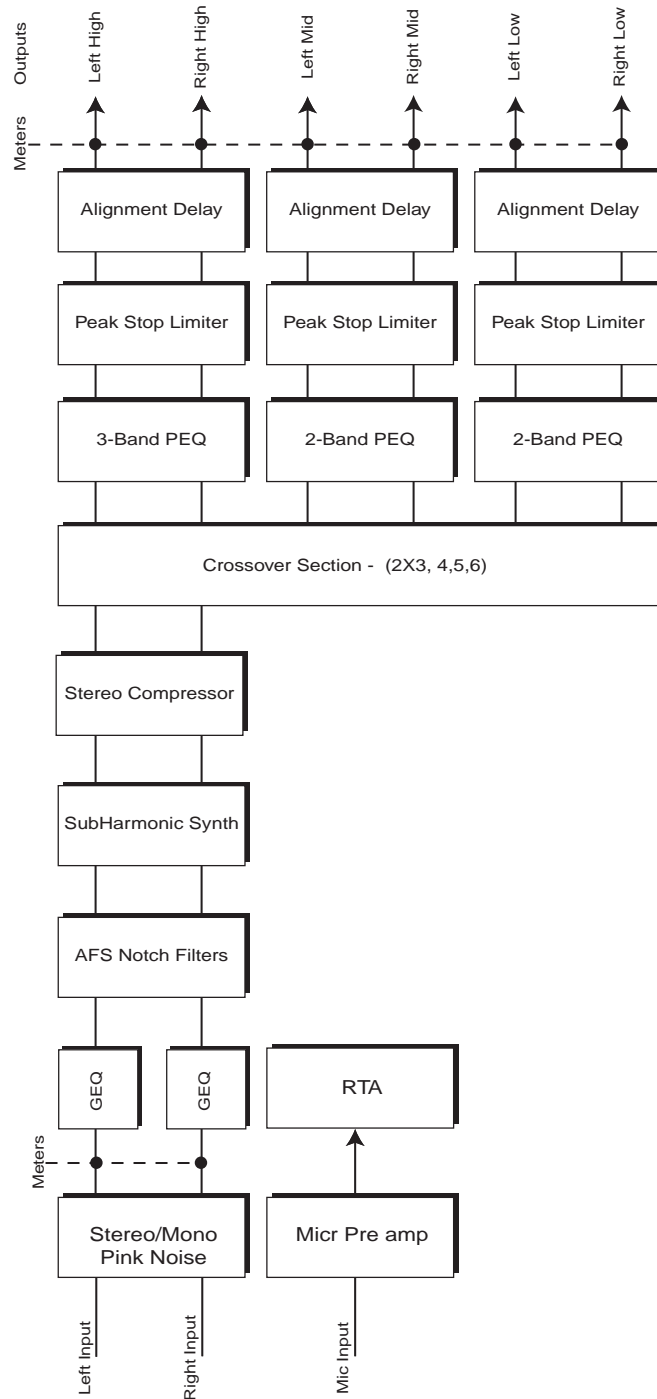 Outputs
Left High
Right High
Left Mid
Right Mid
Left Low
Right Low
Meters
Alignment Delay
Alignment Delay
Alignment Delay
Peak Stop Limiter
Peak Stop Limiter
Peak Stop Limiter
3-Band PEQ
2-Band PEQ
2-Band PEQ
Crossover Section - (2X3, 4,5,6)
Stereo Compressor
SubHarmonic Synth
AFS Notch Filters
GEQ
GEQ
RTA
Meters
Stereo/Mono
Pink Noise
Micr Pre amp
Left Input
Right Input
Mic Input